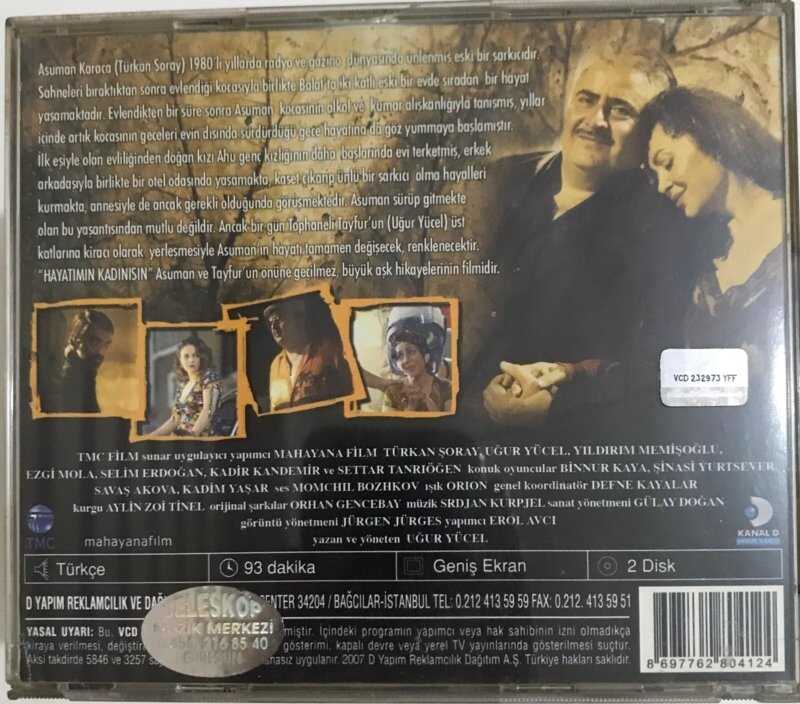 Asuman Karaca (Türkan Şoray) 1980 li yıllarda radyo ve gazino dünyasında ünlenmiş eski bir şarkıcıdır.
Sahneleri bıraktıktan sonra evlendiği kocasıyla birlikte Balat'ta iki katlı eski bir evde sıradan bir hayat
yaşamaktadır. Evlendikten bir süre sonra Asuman kocasının alkol ve kumar alışkanlığıyla tanışmış, yıllar
içinde artık kocasının geceleri evin dışında sürdürdüğü gece hayatına da göz yummaya başlamıştır.
İlk eşiyle olan evliliğinden doğan kızı Ahu genç kızlığının daha başlarında evi terketmiş, erkek
arkadaşıyla birlikte bir otel odasında yaşamakta, kaset çıkarıp ünlü bir şarkıcı olma hayalleri
kurmakta, annesiyle de ancak gerekli olduğunda görüşmektedir. Asuman sürüp gitmekte
olan bu yaşantısından mutlu değildir. Ancak bir gün Tophaneli Tayfur'un (Uğur Yücel) üst
katlarına kiracı olarak yerleşmesiyle Asuman'ın hayatı tamamen değişecek, renklenecektir.
"HAYATIMIN KADINISIN" Asuman ve Tayfur'un önüne geçilmez, büyük aşk hikayelerinin filmidir.
VCD 232973 YFF
TMC FİLM sunar uygulayıcı yapımcı MAHAYANA FİLM TÜRKAN ŞORAY, UĞUR YÜCEL, YILDIRIM MEMİŞOĞLU,
EZGİ MOLA, SELİM ERDOĞAN, KADİR KANDEMİR ve SETTAR TANRIÖĞEN konuk oyuncular BİNNUR KAYA, ŞİNASİ YURTSEVER
SAVAŞ AKOVA, KADİM YAŞAR ses MOMCHIL BOZHKOV ışık ORION genel koordinatör DEFNE KAYALAR
kurgu AYLİN ZOİ TİNEL orijinal şarkılar ORHAN GENCEBAY müzik SRDJAN KURPJEL sanat yönetmeni GÜLAY DOĞAN
görüntü yönetmeni JÜRGEN JÜRGES yapımcı EROL AVCI
yazan ve yöneten UĞUR YÜCEL
TMC
mahayanafilm
KANAL D
Türkçe
93 dakika
Geniş Ekran
2 Disk
D YAPIM REKLAMCILIK VE DAĞI CENTER 34204 / BAĞCILAR-İSTANBUL TEL: 0.212 413 59 59 FAX: 0.212. 413 59 51
TELESKOP
MÜZİK MERKEZİ
216 85 40
YASAL UYARI: Bu. VCD miştir. İçindeki programın yapımcı veya hak sahibinin izni olmadıkça
kiraya verilmesi, değiştir gösterimi, kapalı devre veya yerel TV yayınlarında gösterilmesi suçtur.
Aksi takdirde 5846 ve 3257 sa sanız uygulanır. 2007 D Yapım Reklamcılık Dağıtım A.Ş. Türkiye hakları saklıdır.
8 697762 804124